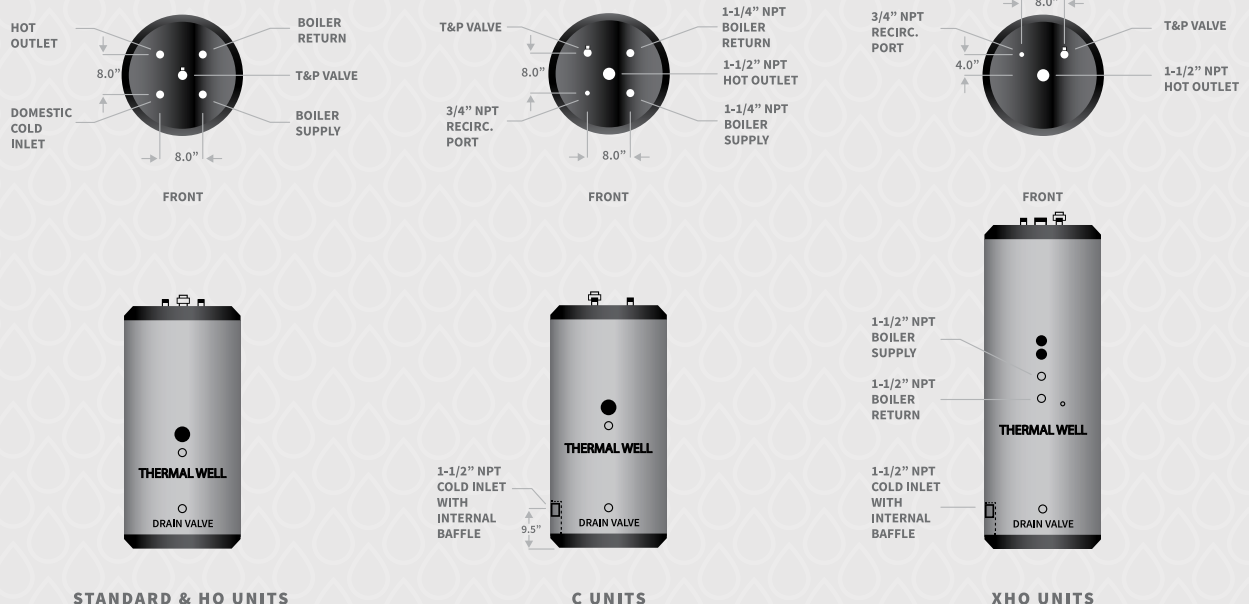 HOT
OUTLET
BOILER
RETURN
8.0”
T&P VALVE
DOMESTIC
COLD
INLET
BOILER
SUPPLY
8.0”
FRONT
THERMAL WELL
DRAIN VALVE
STANDARD & HO UNITS
T&P VALVE
1-1/4” NPT
BOILER
RETURN
8.0”
1-1/2” NPT
HOT OUTLET
3/4” NPT
RECIRC.
PORT
1-1/4” NPT
BOILER
SUPPLY
8.0”
FRONT
THERMAL WELL
1-1/2” NPT
COLD INLET
WITH
INTERNAL
BAFFLE
9.5”
DRAIN VALVE
C UNITS
8.0”
3/4” NPT
RECIRC.
PORT
T&P VALVE
4.0”
1-1/2” NPT
HOT OUTLET
FRONT
1-1/2” NPT
BOILER
SUPPLY
1-1/2” NPT
BOILER
RETURN
THERMAL WELL
1-1/2” NPT
COLD INLET
WITH
INTERNAL
BAFFLE
DRAIN VALVE
XHO UNITS